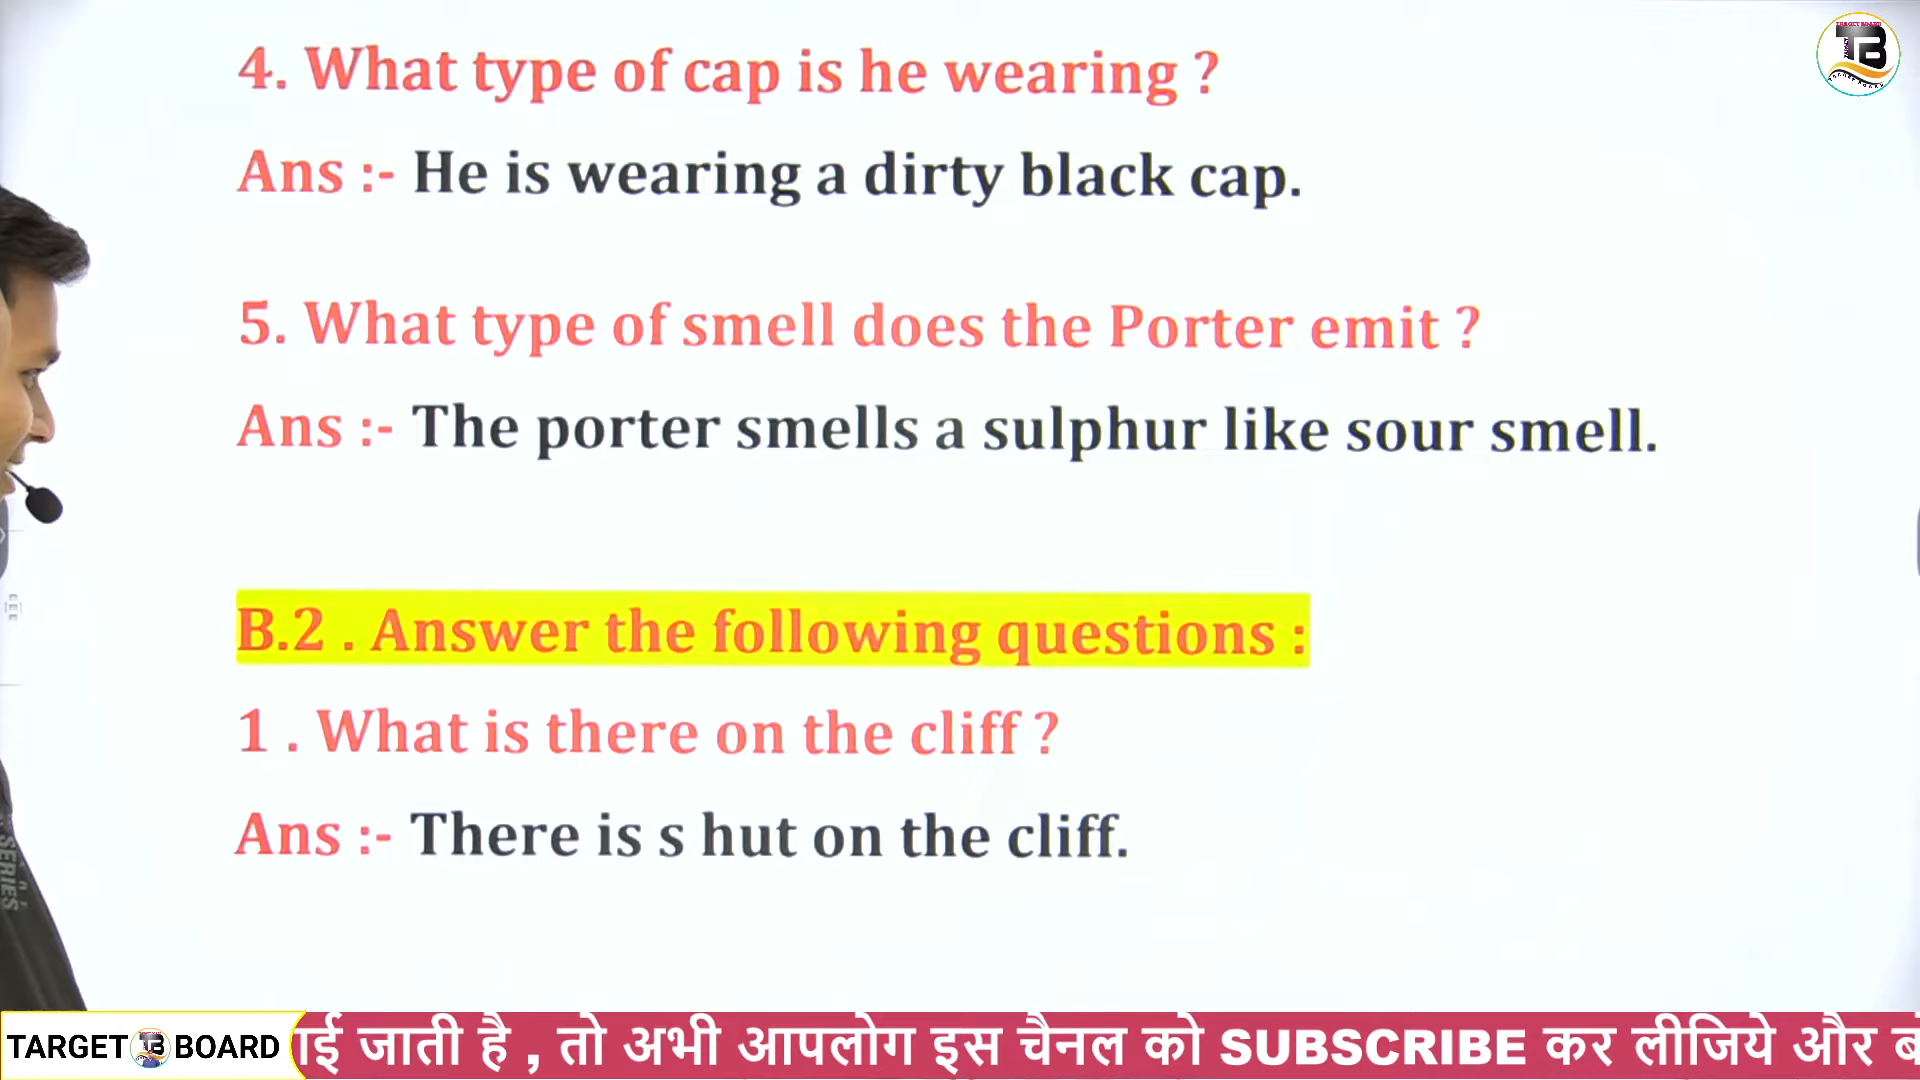 4. What type of cap is he wearing ?
Ans :- He is wearing a dirty black cap.
5. What type of smell does the Porter emit ?
Ans :- The porter smells a sulphur like sour smell.
B.2 . Answer the following questions :
1 . What is there on the cliff ?
Ans :- There is s hut on the cliff.
SERIES
TARGET TB BOARD
ाई जाती है , तो अभी आपलोग इस चैनल को SUBSCRIBE कर लीजिये और